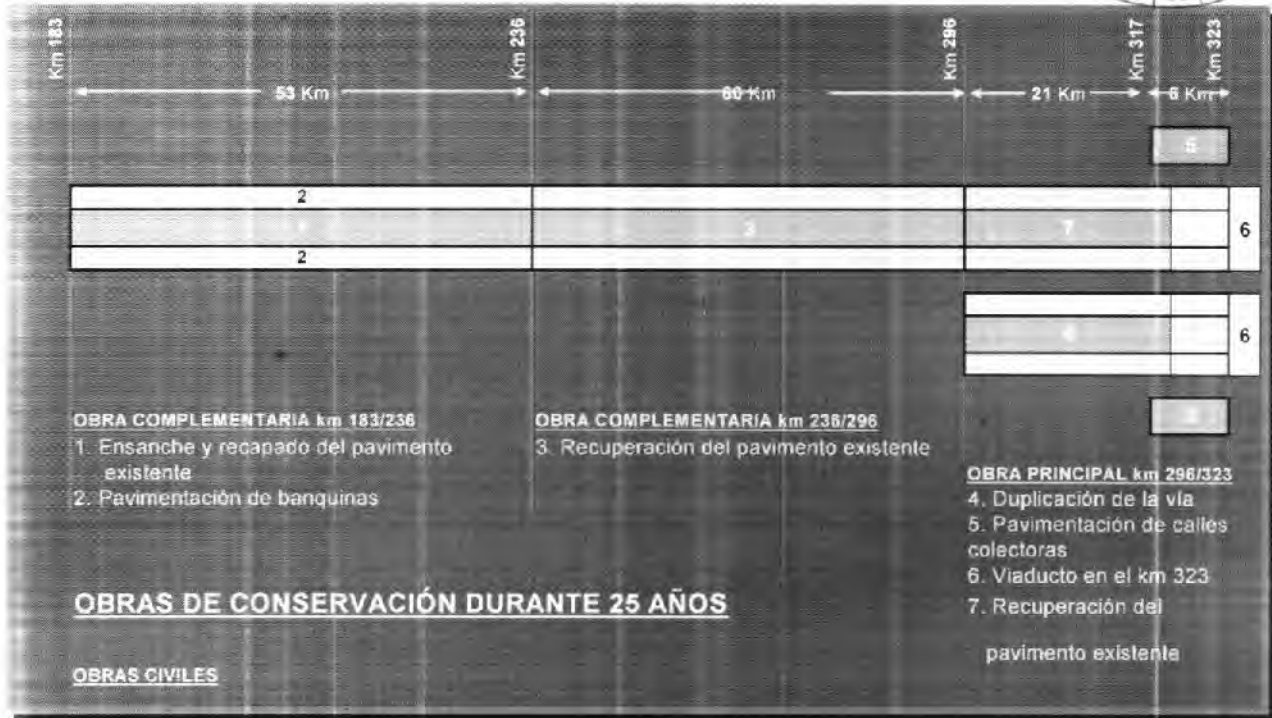 Km 183
Km 236
Km 296
Km 317
Km 323
53 Km
60 Km
21 Km
6 Km
5
2
1
3
7
6
2
4
6
OBRA COMPLEMENTARIA km 183/236
1. Ensanche y recapado del pavimento
existente
2. Pavimentación de banquinas
OBRA COMPLEMENTARIA km 236/296
3. Recuperación del pavimento existente
OBRA PRINCIPAL km 296/323
4. Duplicación de la vía
5. Pavimentación de calles
colectoras
6. Viaducto en el km 323
7. Recuperación del
pavimento existente
OBRAS DE CONSERVACIÓN DURANTE 25 AÑOS
OBRAS CIVILES